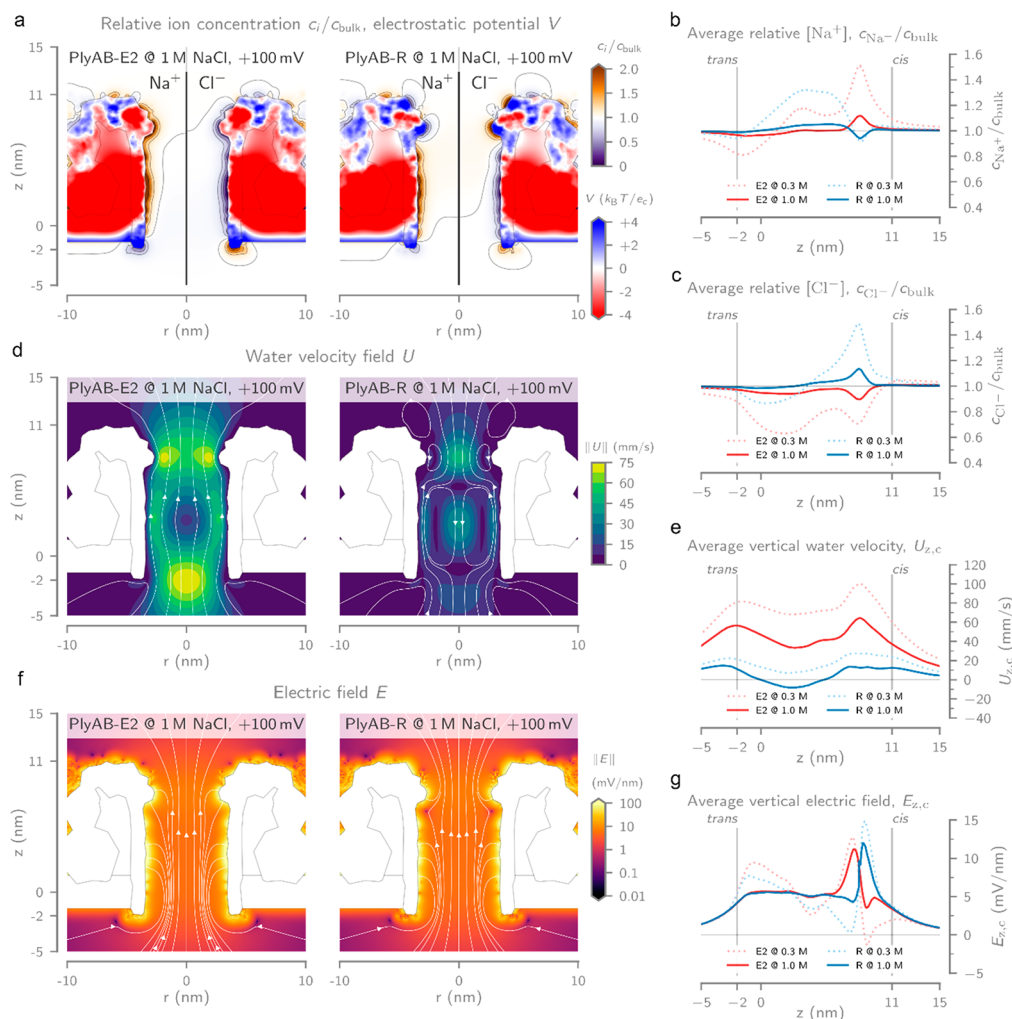 a
Relative ion concentration c_i/c_bulk, electrostatic potential V
PlyAB-E2 @ 1 M NaCl, +100 mV
Na⁺ Cl⁻
PlyAB-R @ 1 M NaCl, +100 mV
Na⁺ Cl⁻
z (nm)
15
11
0
-2
-5
-10 0 10
r (nm)
-10 0 10
r (nm)
c_i/c_bulk
2.0
1.5
1.0
0.5
0
V (k_B T/e_c)
+4
+2
0
-2
-4
b
Average relative [Na⁺], c_Na⁻/c_bulk
trans
cis
1.6
1.4
1.2
1.0
0.8
0.6
0.4
c_Na⁺/c_bulk
E2 @ 0.3 M R @ 0.3 M
E2 @ 1.0 M R @ 1.0 M
−5 −2 0 11 15
z (nm)
c
Average relative [Cl⁻], c_Cl⁻/c_bulk
trans
cis
1.6
1.4
1.2
1.0
0.8
0.6
0.4
c_Cl⁻/c_bulk
E2 @ 0.3 M R @ 0.3 M
E2 @ 1.0 M R @ 1.0 M
−5 −2 0 11 15
z (nm)
d
Water velocity field U
PlyAB-E2 @ 1 M NaCl, +100 mV
PlyAB-R @ 1 M NaCl, +100 mV
z (nm)
15
11
0
-2
-5
-10 0 10
r (nm)
-10 0 10
r (nm)
||U|| (mm/s)
75
60
45
30
15
0
e
Average vertical water velocity, U_z,c
trans
cis
120
100
80
60
40
20
0
−20
−40
U_z,c (mm/s)
E2 @ 0.3 M R @ 0.3 M
E2 @ 1.0 M R @ 1.0 M
−5 −2 0 11 15
z (nm)
f
Electric field E
PlyAB-E2 @ 1 M NaCl, +100 mV
PlyAB-R @ 1 M NaCl, +100 mV
z (nm)
15
11
0
-2
-5
-10 0 10
r (nm)
-10 0 10
r (nm)
||E||
(mV/nm)
100
10
1
0.1
0.01
g
Average vertical electric field, E_z,c
trans
cis
15
10
5
0
−5
E_z,c (mV/nm)
E2 @ 0.3 M R @ 0.3 M
E2 @ 1.0 M R @ 1.0 M
−5 −2 0 11 15
z (nm)